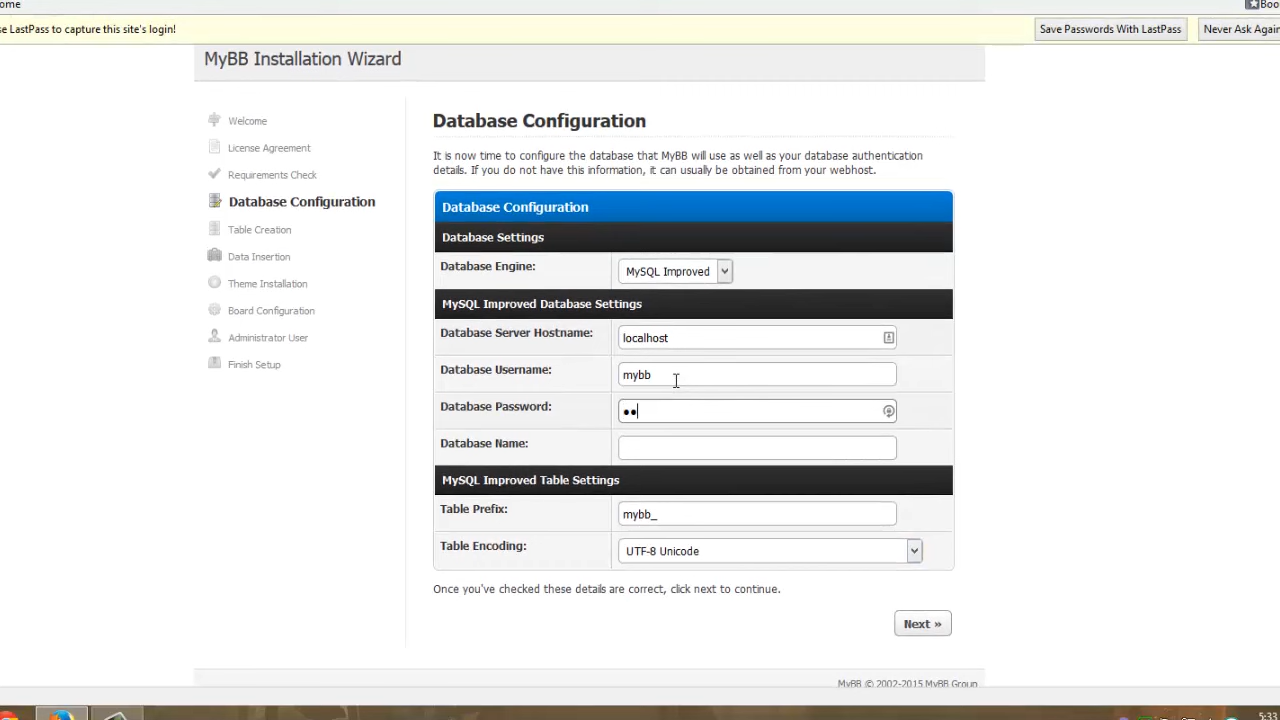 ome
Boo
se LastPass to capture this site's login!
Save Passwords With LastPass
Never Ask Again
MyBB Installation Wizard
Welcome
License Agreement
Requirements Check
Database Configuration
Table Creation
Data Insertion
Theme Installation
Board Configuration
Administrator User
Finish Setup
Database Configuration
It is now time to configure the database that MyBB will use as well as your database authentication
details. If you do not have this information, it can usually be obtained from your webhost.
Database Configuration
Database Settings
Database Engine:
MySQL Improved
MySQL Improved Database Settings
Database Server Hostname:
localhost
Database Username:
mybb
Database Password:
●●
Database Name:
MySQL Improved Table Settings
Table Prefix:
mybb_
Table Encoding:
UTF-8 Unicode
Once you've checked these details are correct, click next to continue.
Next »
MyBB © 2002-2015 MyBB Group
5:33